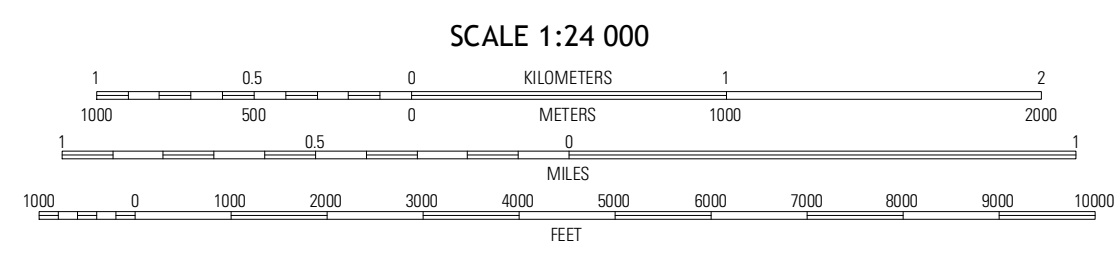 SCALE 1:24 000
1 0.5 0 KILOMETERS 1 2
1000 500 0 METERS 1000 2000
1 0.5 0 1
MILES
1000 0 1000 2000 3000 4000 5000 6000 7000 8000 9000 10000
FEET